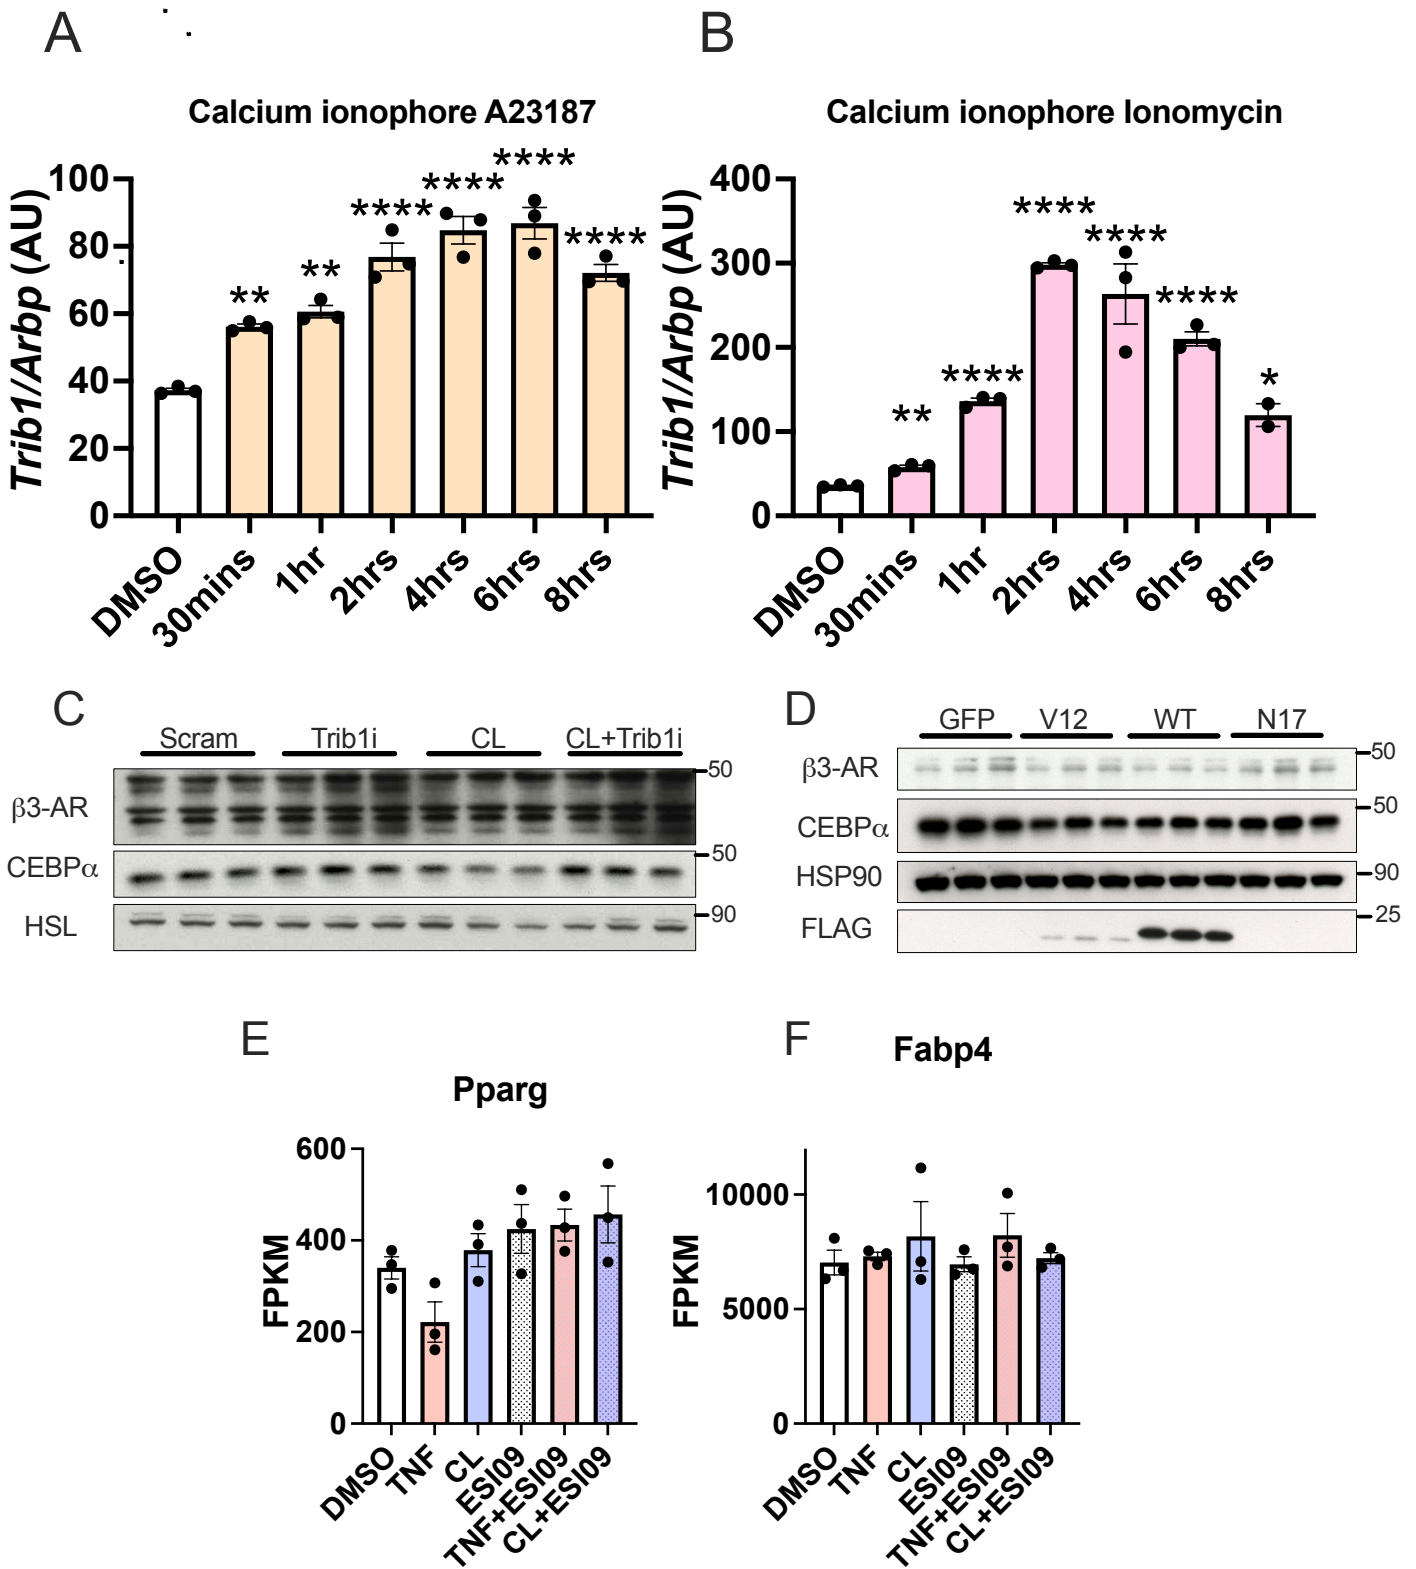 A
B
Calcium ionophore A23187
Calcium ionophore Ionomycin
Trib1/Arbp (AU)
100
80
60
40
20
0
**
**
****
****
****
****
DMSO
30mins
1hr
2hrs
4hrs
6hrs
8hrs
Trib1/Arbp (AU)
400
300
200
100
0
**
****
****
****
****
*
DMSO
30mins
1hr
2hrs
4hrs
6hrs
8hrs
C
Scram Trib1i CL CL+Trib1i
β3-AR
50
CEBPα
50
HSL
90
D
GFP V12 WT N17
β3-AR
50
CEBPα
50
HSP90
90
FLAG
25
E
Pparg
FPKM
600
400
200
0
DMSO
TNF
CL
ESI09
TNF+ESI09
CL+ESI09
F
Fabp4
FPKM
10000
5000
0
DMSO
TNF
CL
ESI09
TNF+ESI09
CL+ESI09